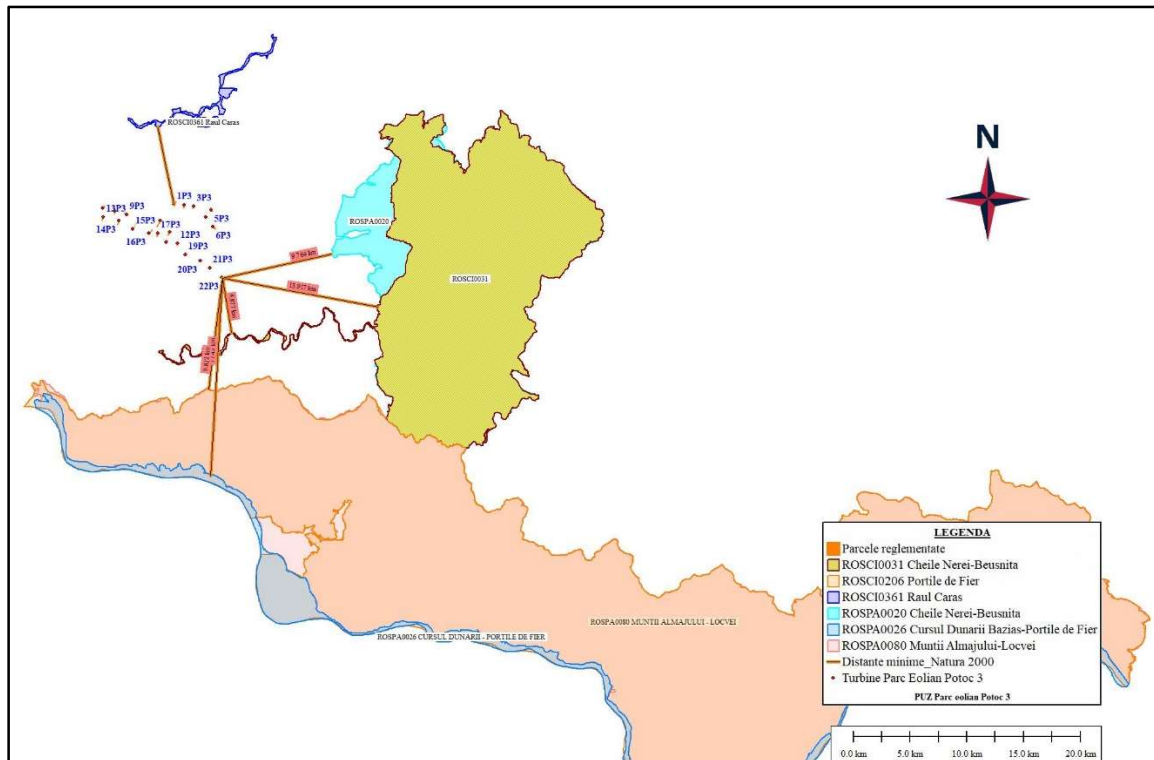 N
ROSCI0361 Raul Caras
1P3
3P3
13P3
9P3
5P3
14P3
15P3
17P3
6P3
16P3
12P3
19P3
21P3
20P3
22P3
ROSPA0020
9.764 km
ROSCI0031
LEGENDA
Parcele reglementate
ROSCI0031 Cheile Nerei-Beusnita
ROSCI0206 Portile de Fier
ROSCI0361 Raul Caras
ROSPA0020 Cheile Nerei-Beusnita
ROSPA0026 Cursul Dunarii Bazias-Portile de Fier
ROSPA0080 Muntii Almajului-Locvei
Distante minime_Natura 2000
Turbine Parc Eolian Potoc 3
PUZ Parc eolian Potoc 3
ROSPA0080 MUNTII ALMAJULUI - LOCVEI
ROSPA0026 CURSUL DUNARII - PORTILE DE FIER
0.0 km 5.0 km 10.0 km 15.0 km 20.0 km